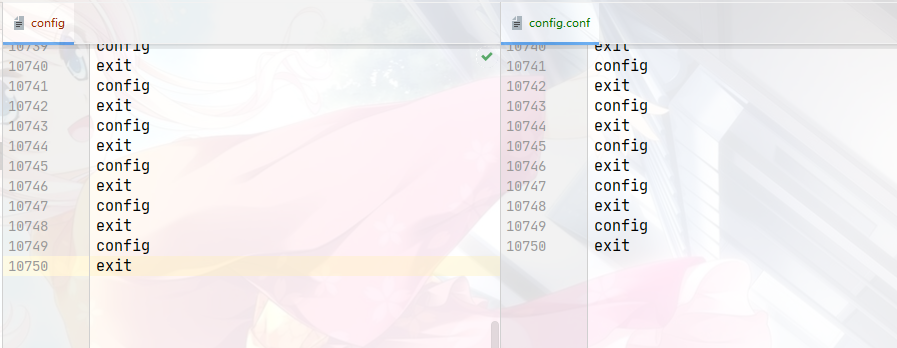 config
10739 config
10740 exit
10741 config
10742 exit
10743 config
10744 exit
10745 config
10746 exit
10747 config
10748 exit
10749 config
10750 exit
config.conf
10740 exit
10741 config
10742 exit
10743 config
10744 exit
10745 config
10746 exit
10747 config
10748 exit
10749 config
10750 exit